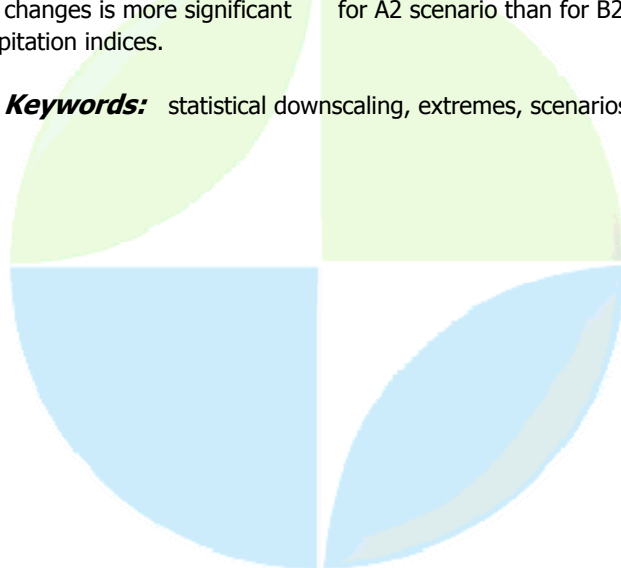 changes is more significant for A2 scenario than for B2
pitation indices.
Keywords: statistical downscaling, extremes, scenarios